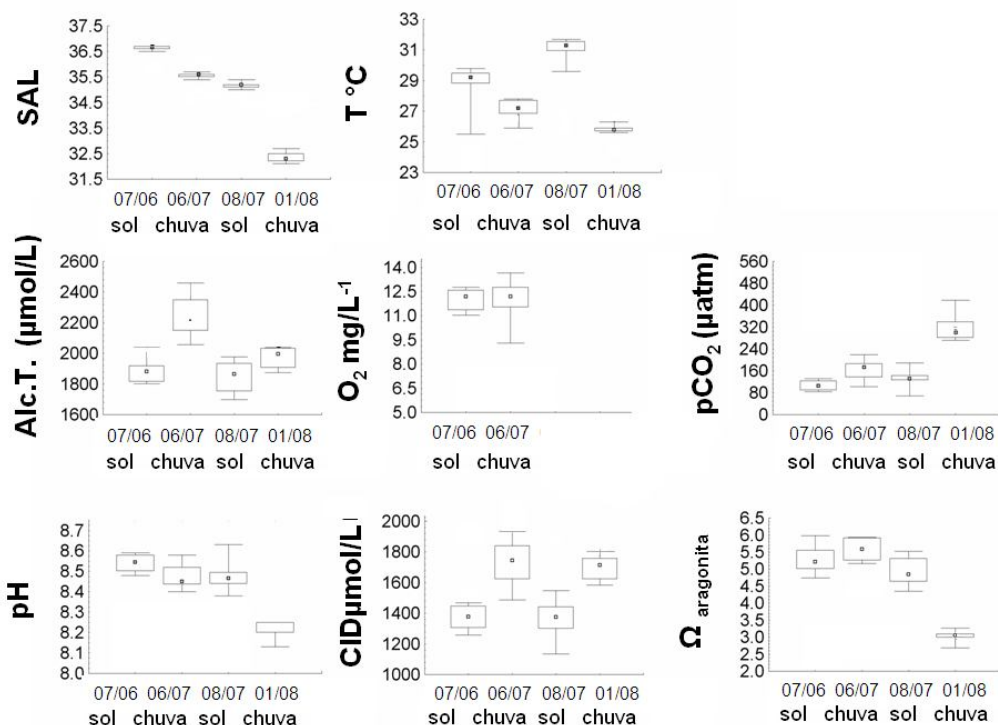 SAL
36.5
35.5
34.5
33.5
32.5
31.5
07/06 06/07 08/07 01/08
sol chuva sol chuva
T °C
33
31
29
27
25
23
07/06 06/07 08/07 01/08
sol chuva sol chuva
Alc.T. (µmol/L)
2600
2400
2200
2000
1800
1600
07/06 06/07 08/07 01/08
sol chuva sol chuva
O₂ mg/L⁻¹
14.0
12.5
11.0
9.5
8.0
6.5
5.0
07/06 06/07
sol chuva
pCO₂ (µatm)
560
480
400
320
240
160
80
0
07/06 06/07 08/07 01/08
sol chuva sol chuva
pH
8.7
8.6
8.5
8.4
8.3
8.2
8.1
8.0
07/06 06/07 08/07 01/08
sol chuva sol chuva
CIDµmol/L
2000
1800
1600
1400
1200
1000
07/06 06/07 08/07 01/08
sol chuva sol chuva
Ω aragonita
6.5
6.0
5.5
5.0
4.5
4.0
3.5
3.0
2.5
2.0
07/06 06/07 08/07 01/08
sol chuva sol chuva